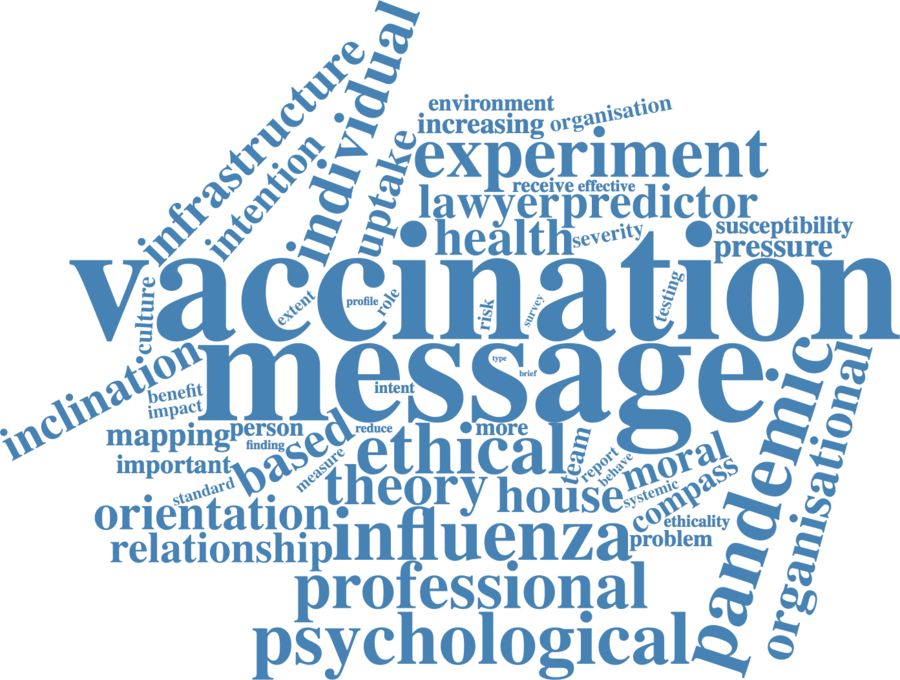 infrastructure
individual
intention
uptake
environment
increasing
organisation
experiment
receive
effective
lawyer
predictor
health
severity
susceptibility
pressure
vaccination
culture
extent
profile
role
risk
survey
testing
message
type
brief
intent
inclination
benefit
impact
mapping
person
finding
based
reduce
more
ethical
team
important
standard
measure
theory
house
report
behave
moral
systemic
compass
pandemic
organisational
orientation
influenza
ethicality
problem
relationship
professional
psychological